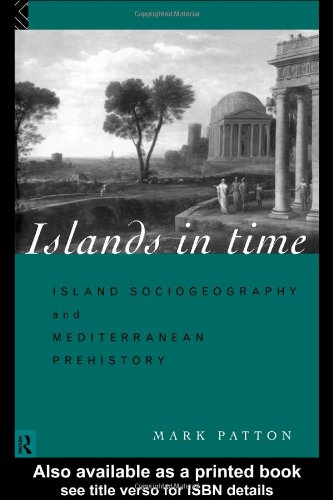 Islands in time
ISLAND SOCIOGEOGRAPHY
and
MEDITERRANEAN
PREHISTORY
MARK PATTON
Also available as a printed book
see title verso for ISBN details